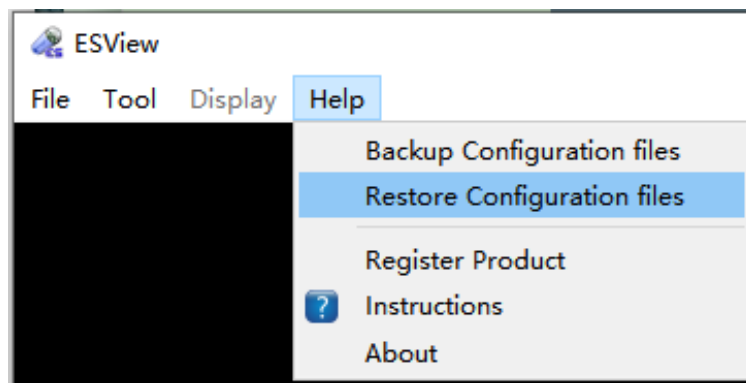 ESView
File Tool Display Help
Backup Configuration files
Restore Configuration files
Register Product
Instructions
About